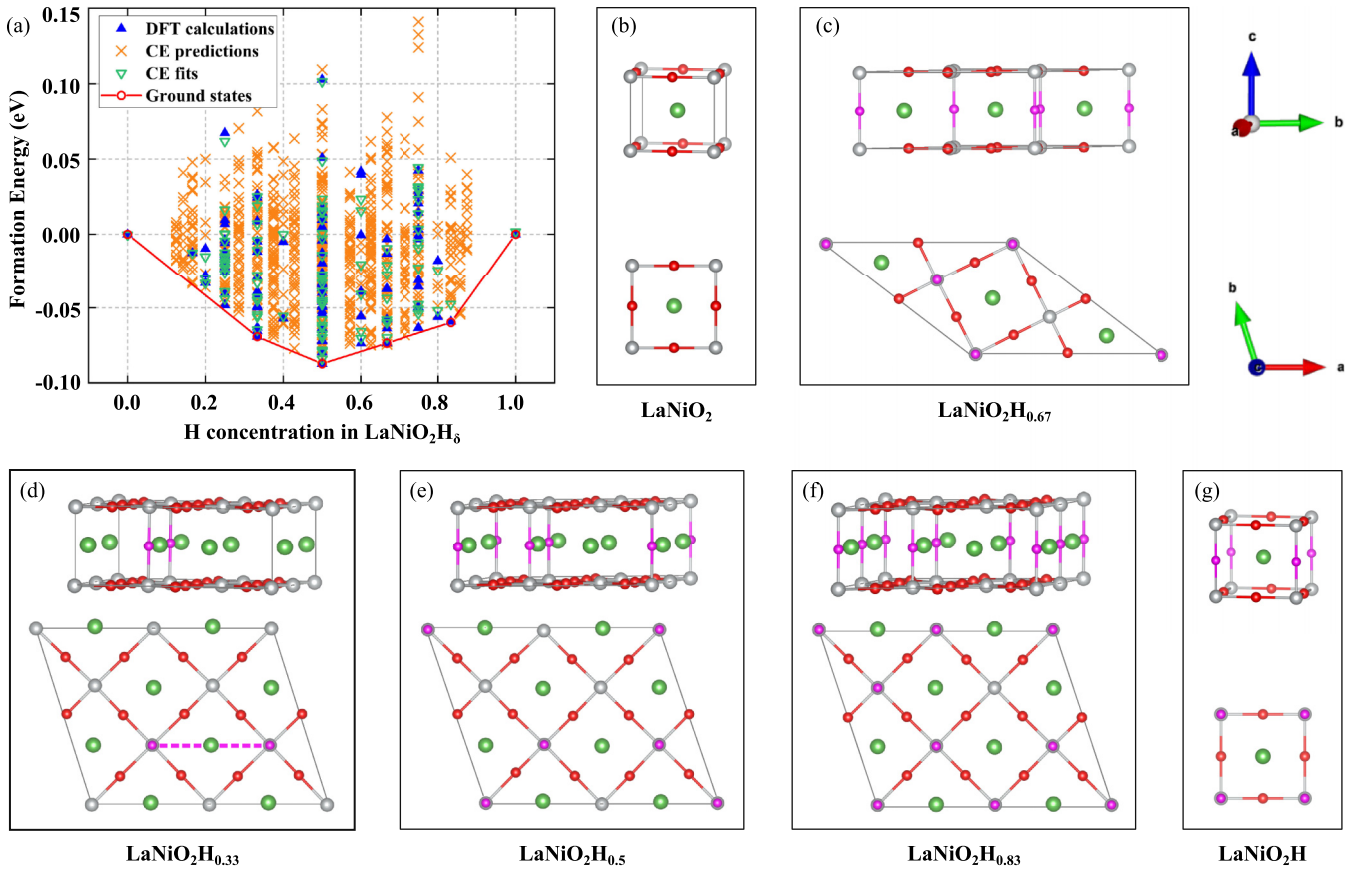 (a)
0.15
0.10
0.05
0.00
-0.05
-0.10
Formation Energy (eV)
DFT calculations
CE predictions
CE fits
Ground states
0.0 0.2 0.4 0.6 0.8 1.0
H concentration in LaNiO₂H_δ
(b)
LaNiO₂
(c)
LaNiO₂H₀.₆₇
c
a
b
b
c
a
(d)
LaNiO₂H₀.₃₃
(e)
LaNiO₂H₀.₅
(f)
LaNiO₂H₀.₈₃
(g)
LaNiO₂H